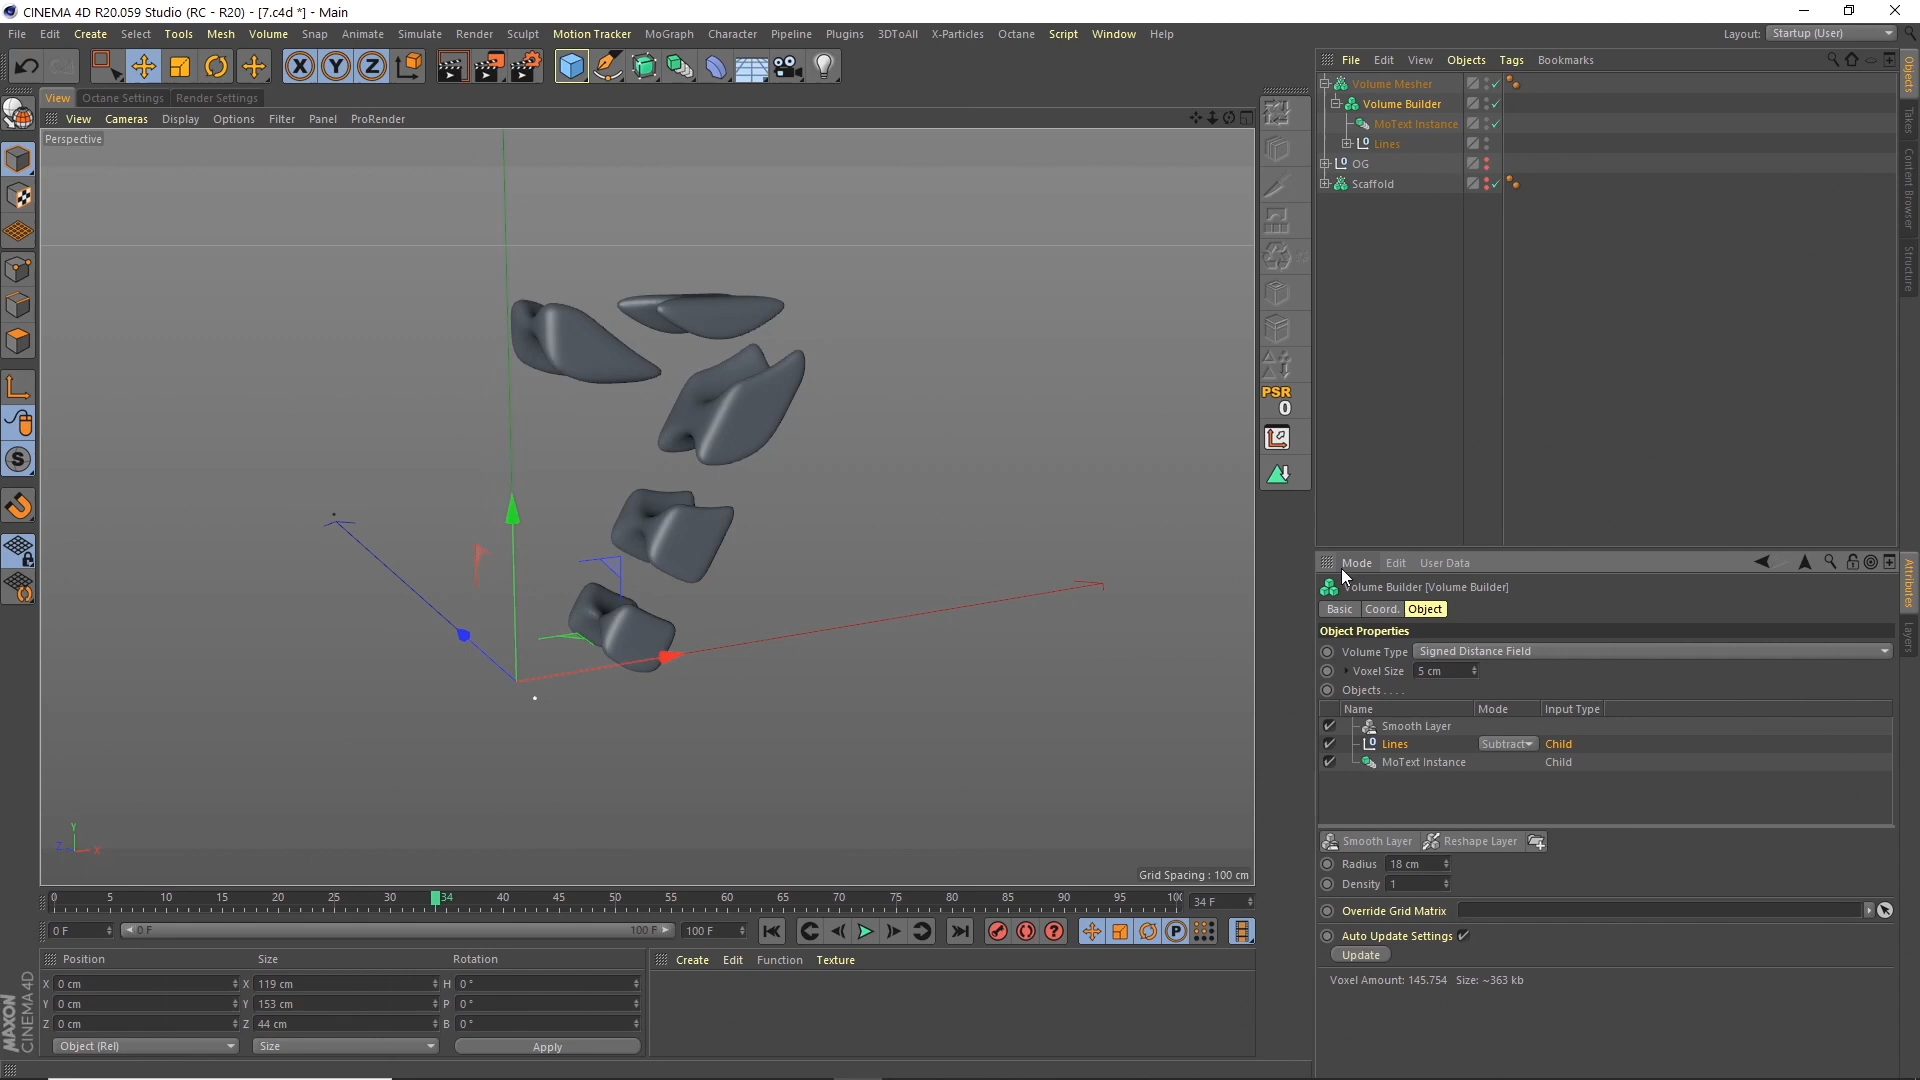 CINEMA 4D R20.059 Studio (RC - R20) - [7.c4d *] - Main
File Edit Create Select Tools Mesh Volume Snap Animate Simulate Render Sculpt Motion Tracker MoGraph Character Pipeline Plugins 3DToAll X-Particles Octane Script Window Help
Layout: Startup (User)
File Edit View Objects Tags Bookmarks
View Octane Settings Render Settings
View Cameras Display Options Filter Panel ProRender
Perspective
Volume Mesher
Volume Builder
MoText Instance
Lines
OG
Scaffold
PSR
0
Objects
Takes
Content Browser
Structure
Mode Edit User Data
Volume Builder [Volume Builder]
Basic Coord. Object
Object Properties
Volume Type Signed Distance Field
Voxel Size 5 cm
Objects . . . .
Name Mode Input Type
Smooth Layer
Lines Subtract Child
MoText Instance Child
Smooth Layer Reshape Layer
Radius 18 cm
Density 1
Override Grid Matrix
Auto Update Settings
Update
Voxel Amount: 145.754 Size: ~363 kb
Attributes
Layers
Y
Z X
Grid Spacing : 100 cm
0 5 10 15 20 25 30 34 40 45 50 55 60 65 70 75 80 85 90 95 10
34 F
0 F 0 F 100 F 100 F
Position Size Rotation
X 0 cm X 119 cm H 0 °
Y 0 cm Y 153 cm P 0 °
Z 0 cm Z 44 cm B 0 °
Object (Rel) Size Apply
Create Edit Function Texture
MAXON
CINEMA 4D